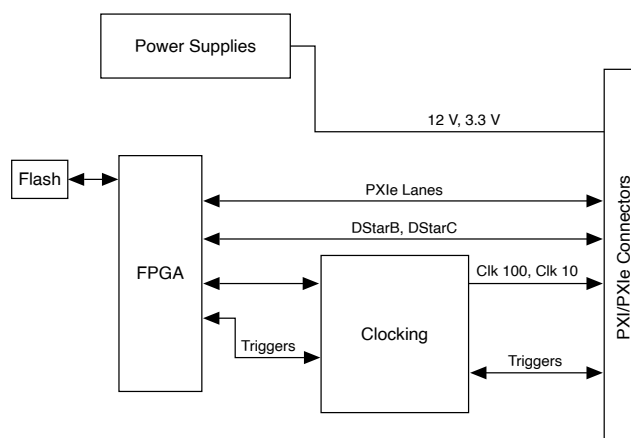 Power Supplies
12 V, 3.3 V
Flash
PXIe Lanes
DStarB, DStarC
FPGA
Clk 100, Clk 10
Clocking
Triggers
Triggers
PXI/PXIe Connectors